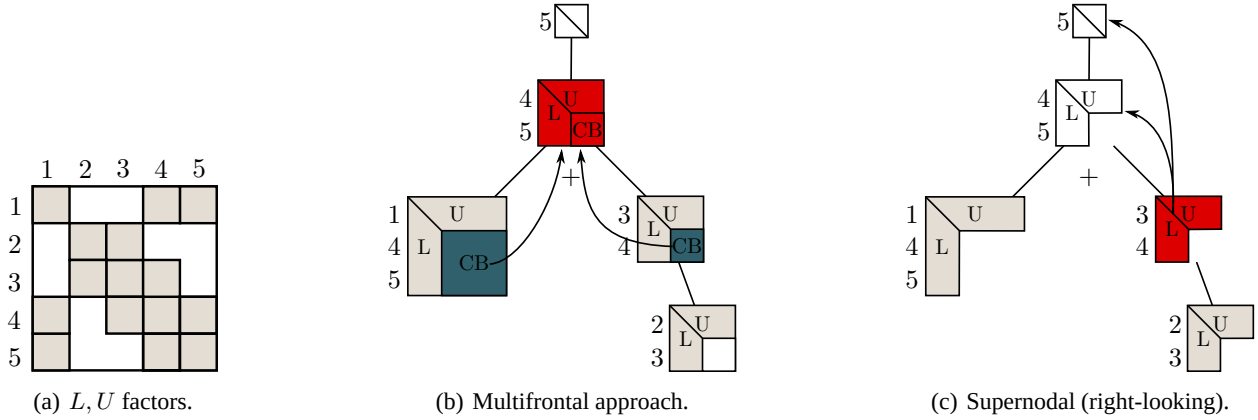 1 2 3 4 5
1
2
3
4
5
(a) L, U factors.
5
4 U
L
5 CB
+
1 U
4 L
CB
5
3 U
L
4 CB
2 U
L
3
(b) Multifrontal approach.
5
4 U
L
5
+
1 U
4 L
5
3 U
L
4
2 U
L
3
(c) Supernodal (right-looking).